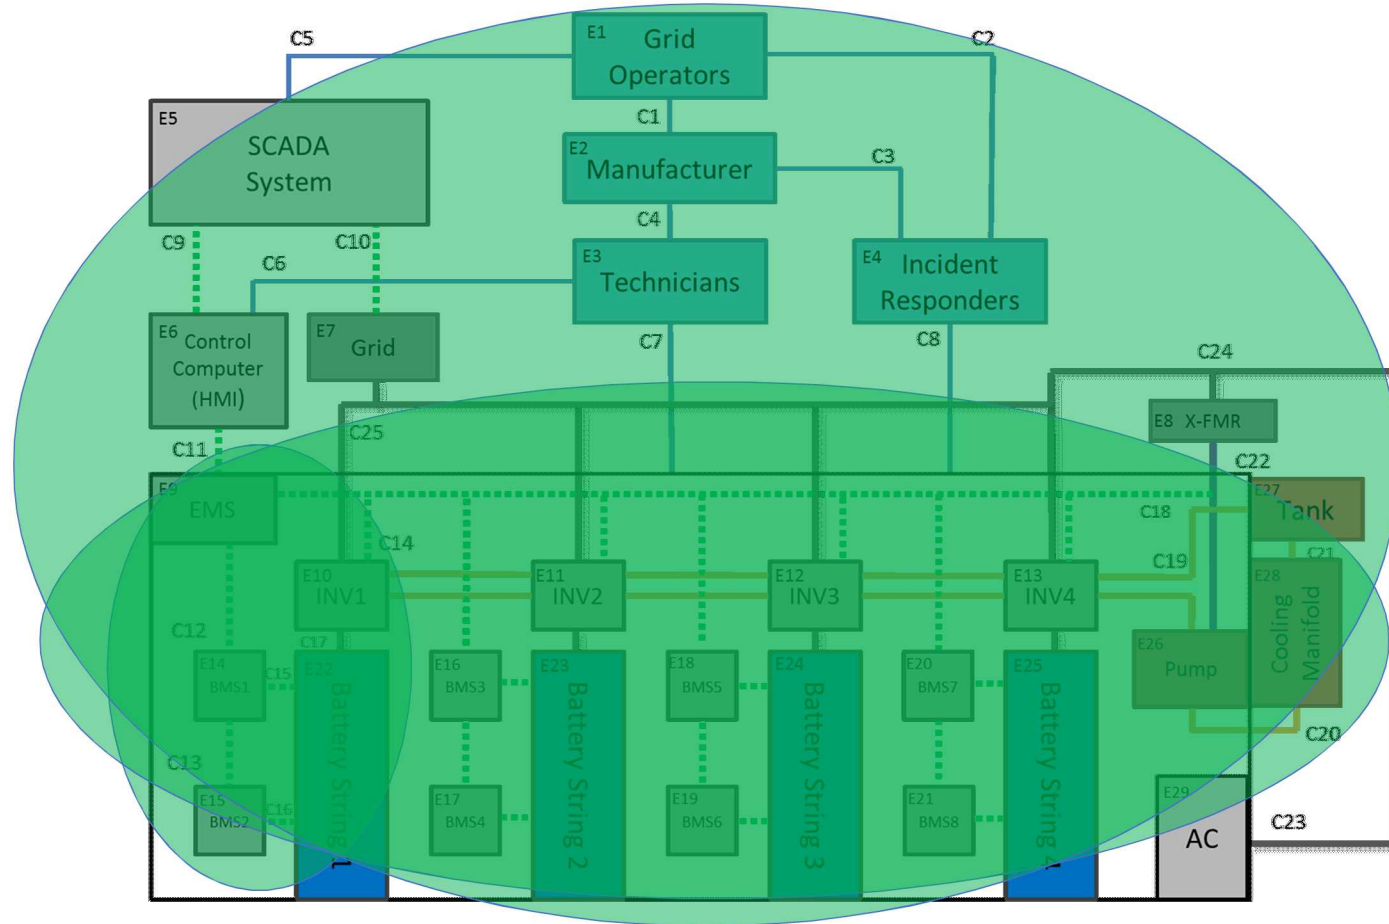 C5
E1
Grid
Operators
C2
E5
SCADA
System
C1
E2
Manufacturer
C3
C4
C9
C10
C6
E3
Technicians
E4
Incident
Responders
E6
Control
Computer
(HMI)
E7
Grid
C7
C8
C24
E8 X-FMR
C25
C11
C22
E9
EMS
E27
Tank
C18
C14
C21
C19
E10
INV1
E11
INV2
E12
INV3
E13
INV4
E28
Cooling
Manifold
C12
C17
E14
BMS1
C15
E22
Battery String 1
E16
BMS3
E23
Battery String 2
E18
BMS5
E24
Battery String 3
E20
BMS7
E25
Battery String 4
E26
Pump
C20
C13
E15
BMS2
C16
E17
BMS4
E19
BMS6
E21
BMS8
E29
AC
C23